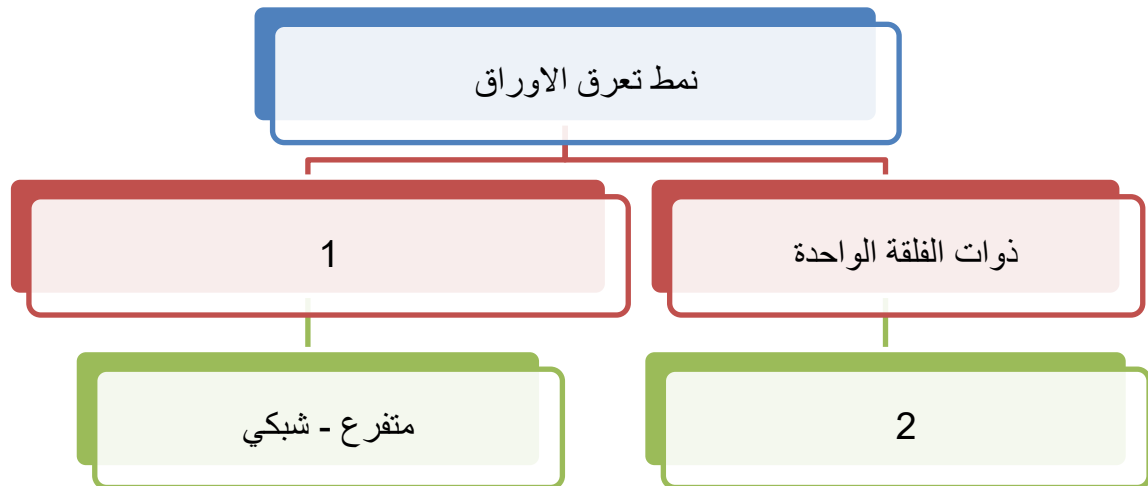 نمط تعرق الاوراق
ذوات الفلقة الواحدة
1
2
متفرع - شبكي